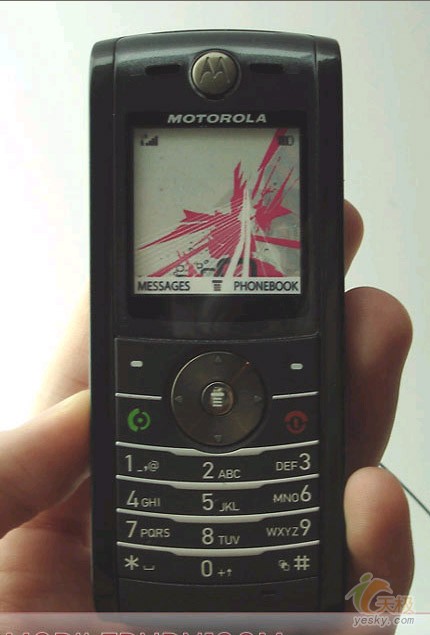 MOTOROLA
MESSAGES PHONEBOOK
1 _,@ 2 ABC DEF 3
4 GHI 5 JKL MNO 6
7 PQRS 8 TUV WXYZ 9
* 0 + #
天极
yesky.com